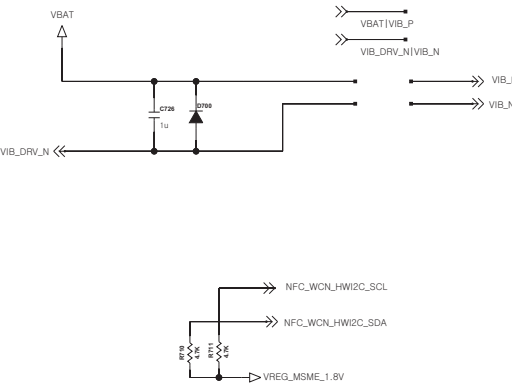 VBAT
VBAT|VIB_P
VIB_DRV_N|VIB_N
VIB_
C726
D700
1u
VIB_N
VIB_DRV_N
NFC_WCN_HWI2C_SCL
NFC_WCN_HWI2C_SDA
R710
4.7K
R711
4.7K
VREG_MSME_1.8V